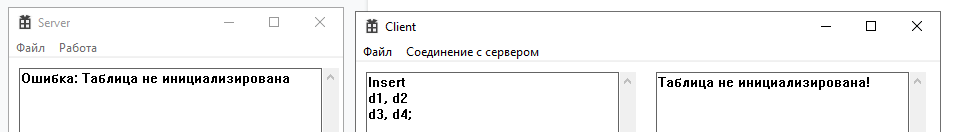 Server
Файл Работа
Ошибка: Таблица не инициализирована
Client
Файл Соединение с сервером
Insert
d1, d2
d3, d4;
Таблица не инициализирована!